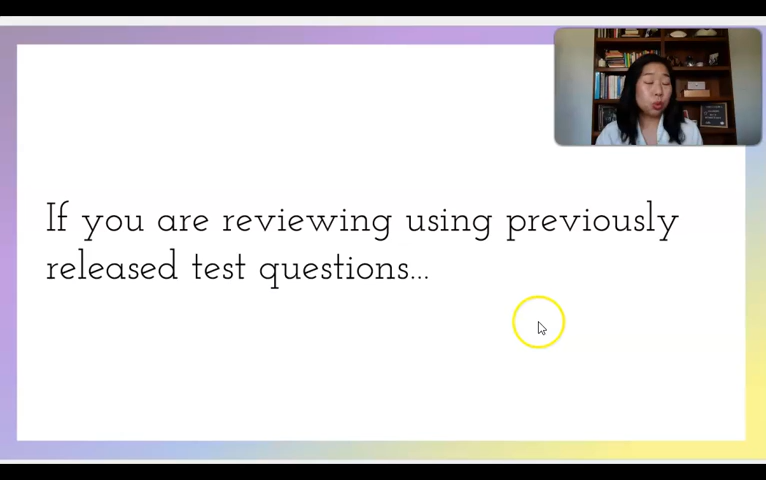 If you are reviewing using previously
released test questions...